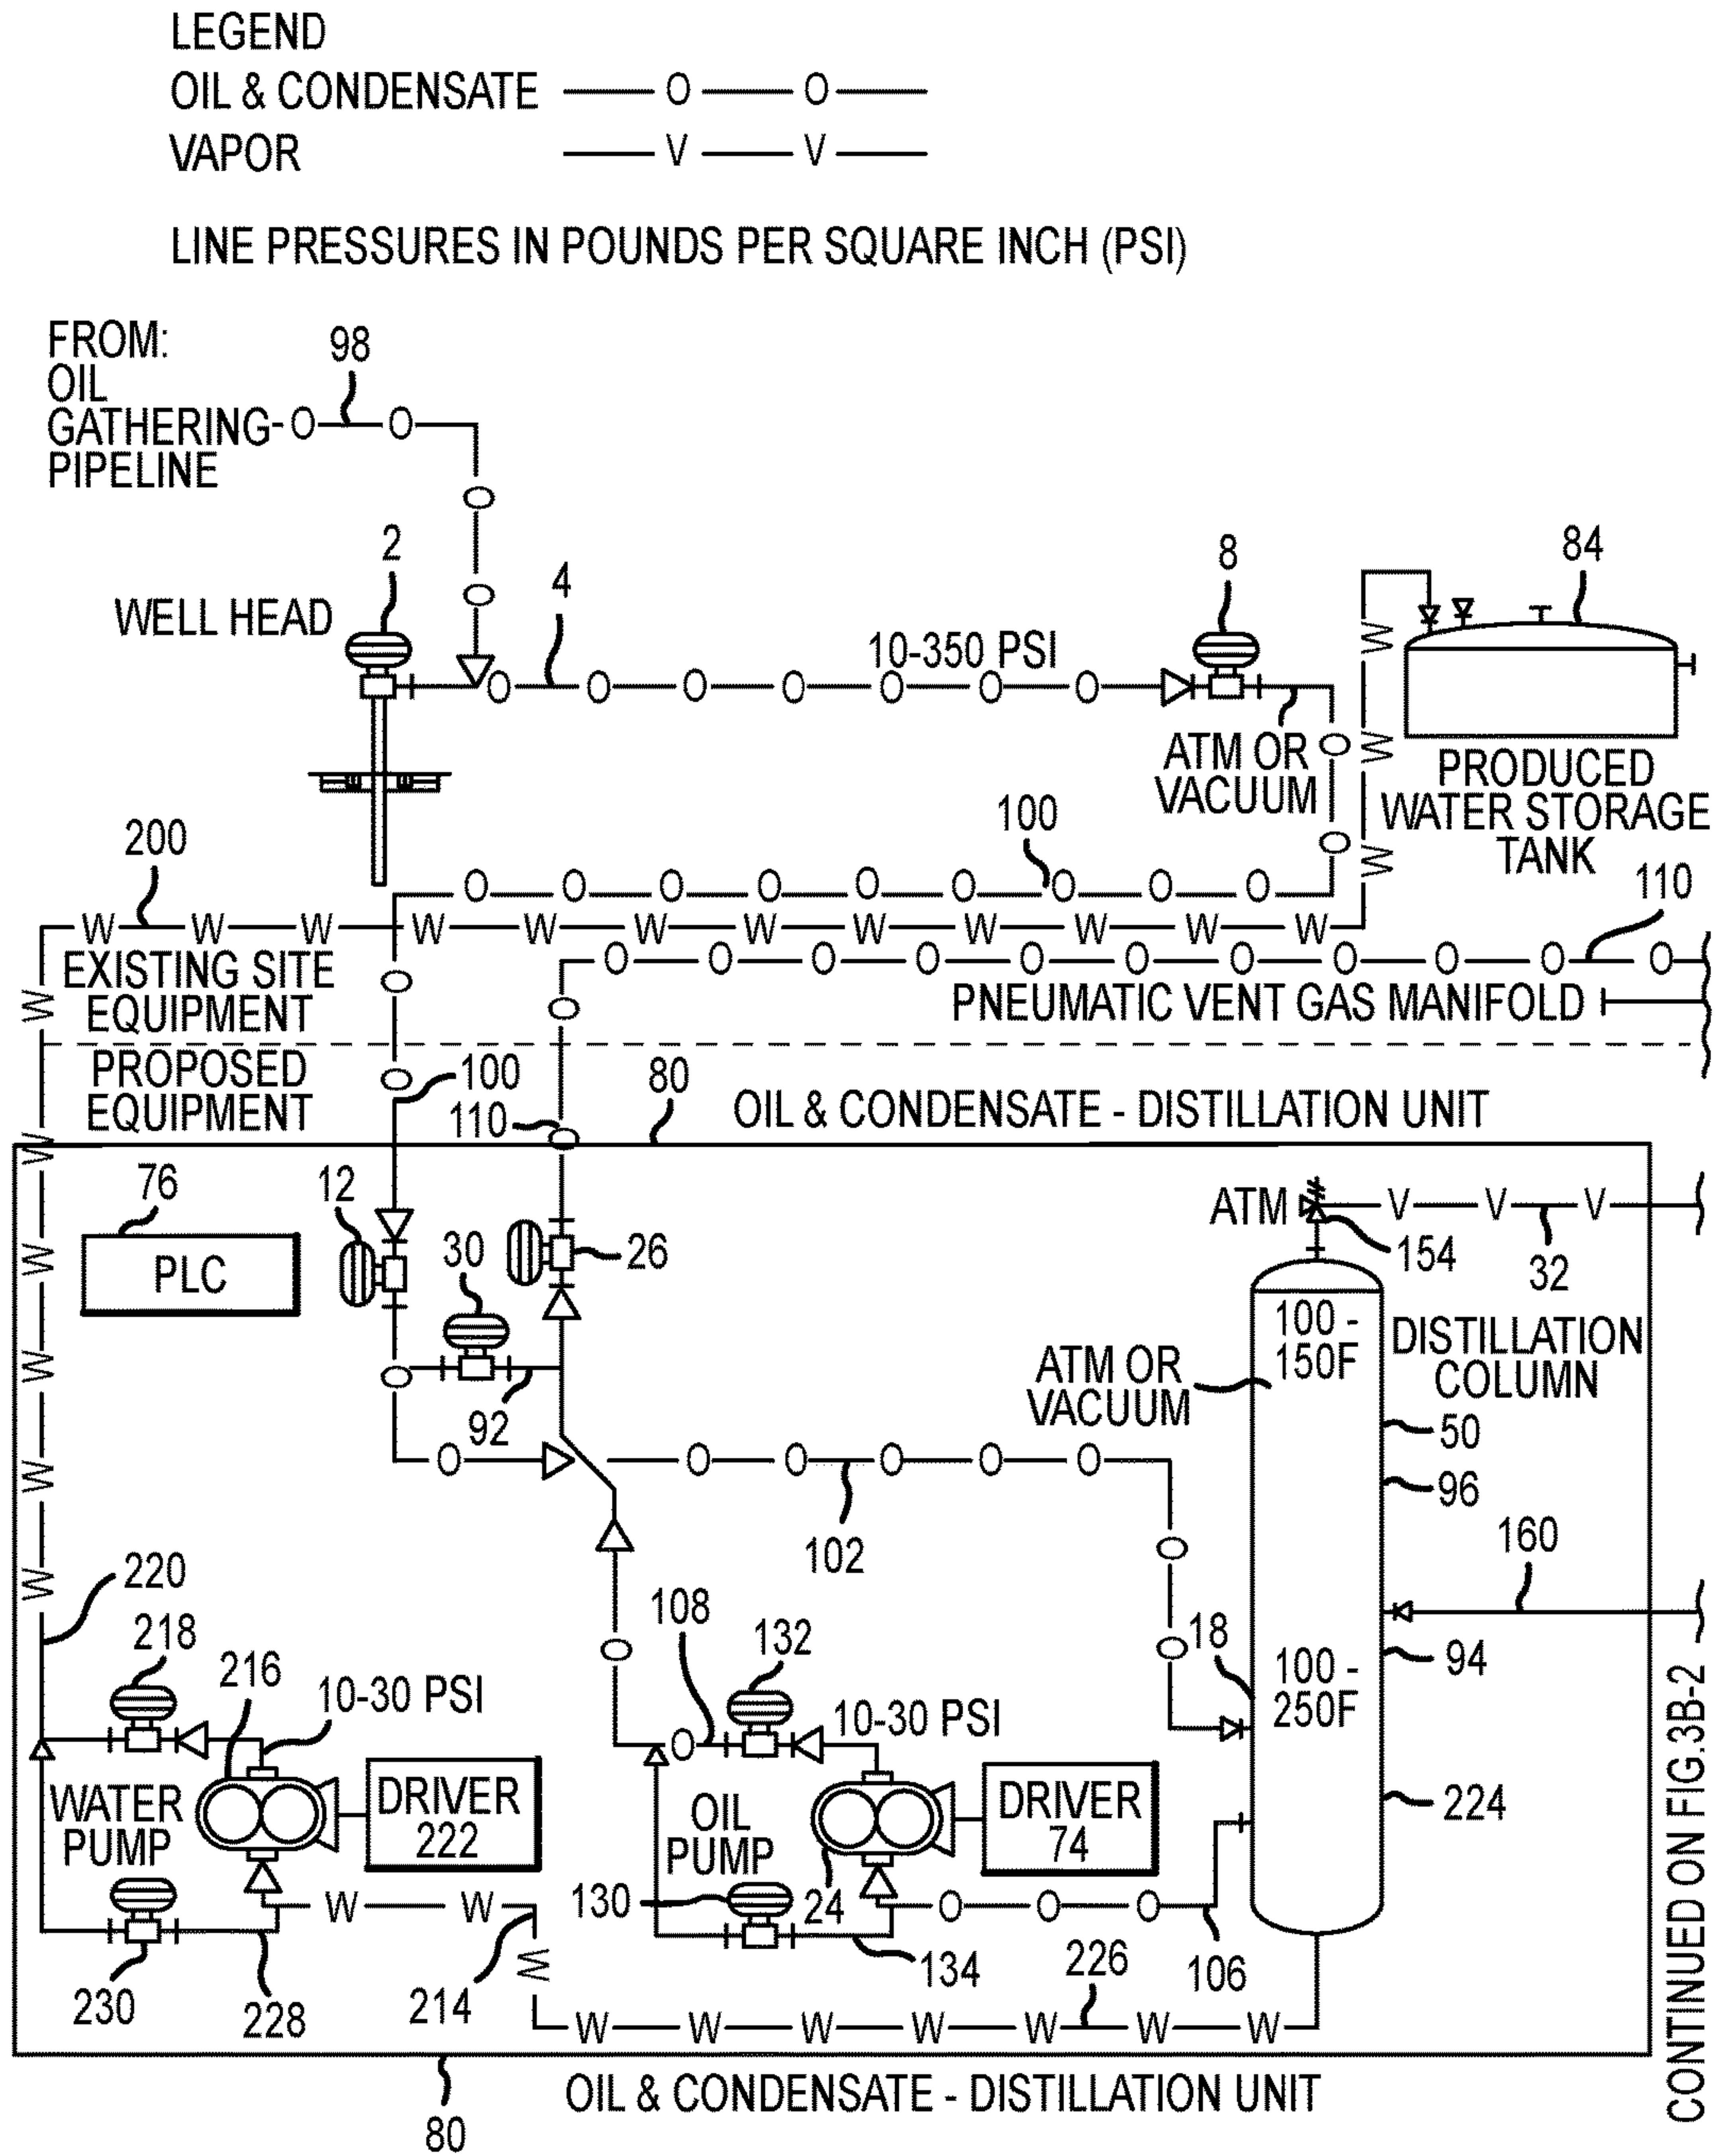 LEGEND
OIL & CONDENSATE —— O —— O ——
VAPOR —— V —— V ——
LINE PRESSURES IN POUNDS PER SQUARE INCH (PSI)
FROM:
OIL
GATHERING
PIPELINE
O
98
O
O
O
2
WELL HEAD
4
O O O O O O O
10-350 PSI
8
ATM OR
VACUUM
O
O
84
PRODUCED
WATER STORAGE
TANK
W
W
W
100
O O O O O O O O O
200
W W W W W W W W W W W W
110
O O O O O O O O O O O
EXISTING SITE
EQUIPMENT
W
O
O
PNEUMATIC VENT GAS MANIFOLD
PROPOSED
EQUIPMENT
O
100
110
O
80
OIL & CONDENSATE - DISTILLATION UNIT
W
76
PLC
12
30
26
ATM
V V V
154
32
W
W
W
W
W
100 -
150F
DISTILLATION
COLUMN
ATM OR
VACUUM
O
92
50
96
O
O O O O O
102
160
O
O
220
218
216
10-30 PSI
O
108
132
10-30 PSI
O
18
100 -
250F
94
WATER
PUMP
DRIVER
222
OIL
PUMP
DRIVER
74
224
130
24
W W
O O O
230
228
214
W
134
226
106
W W W W W W W
CONTINUED ON FIG.3B-2
80
OIL & CONDENSATE - DISTILLATION UNIT